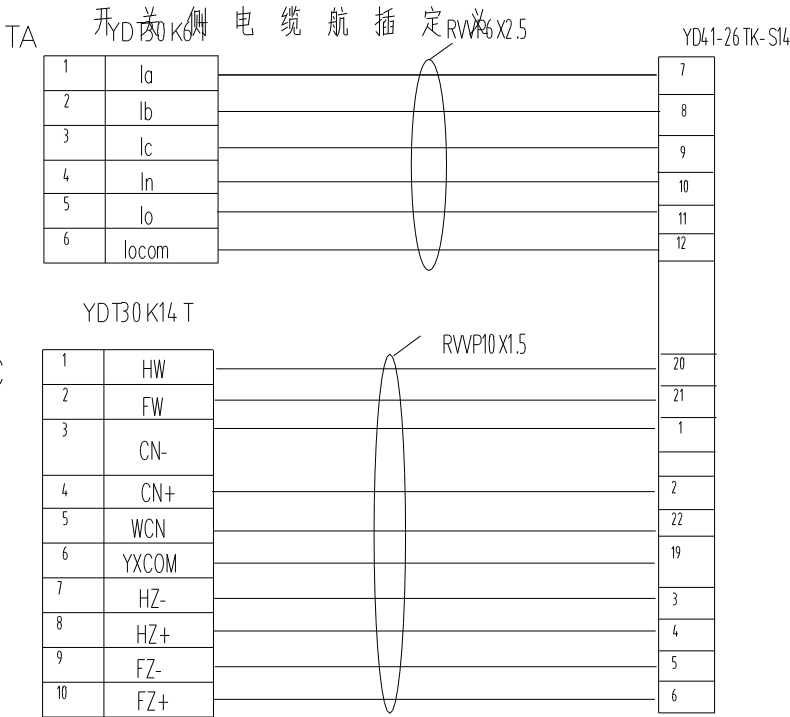 开关侧电缆航插定义
TA YDT30K6T RVVP6X2.5 YD41-26TK-S14
1 Ia 7
2 Ib 8
3 Ic 9
4 In 10
5 Io 11
6 Iocom 12
YDT30K14T
RVVP10X1.5
1 HW 20
2 FW 21
3 CN- 1
4 CN+ 2
5 WCN 22
6 YXCOM 19
7 HZ- 3
8 HZ+ 4
9 FZ- 5
10 FZ+ 6